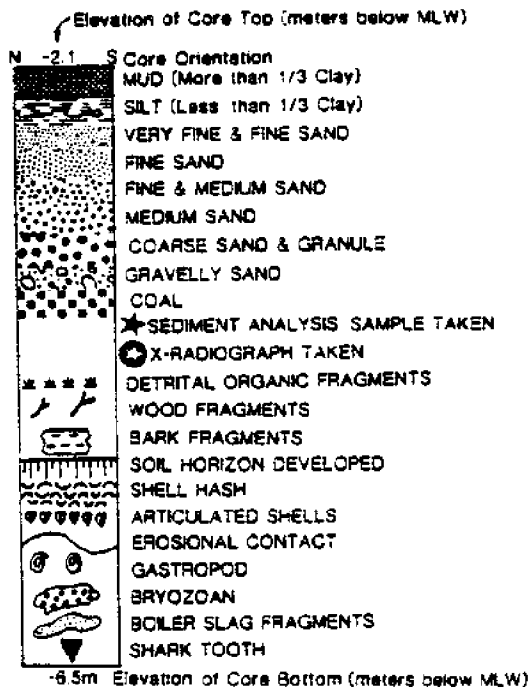 Elevation of Core Top (meters below MLW)
N -2.1 S Core Orientation
MUD (More than 1/3 Clay)
SILT (Less than 1/3 Clay)
VERY FINE & FINE SAND
FINE SAND
FINE & MEDIUM SAND
MEDIUM SAND
COARSE SAND & GRANULE
GRAVELLY SAND
COAL
SEDIMENT ANALYSIS SAMPLE TAKEN
X-RADIOGRAPH TAKEN
DETRITAL ORGANIC FRAGMENTS
WOOD FRAGMENTS
BARK FRAGMENTS
SOIL HORIZON DEVELOPED
SHELL HASH
ARTICULATED SHELLS
EROSIONAL CONTACT
GASTROPOD
BRYOZOAN
BOILER SLAG FRAGMENTS
SHARK TOOTH
-6.5m Elevation of Core Bottom (meters below MLW)